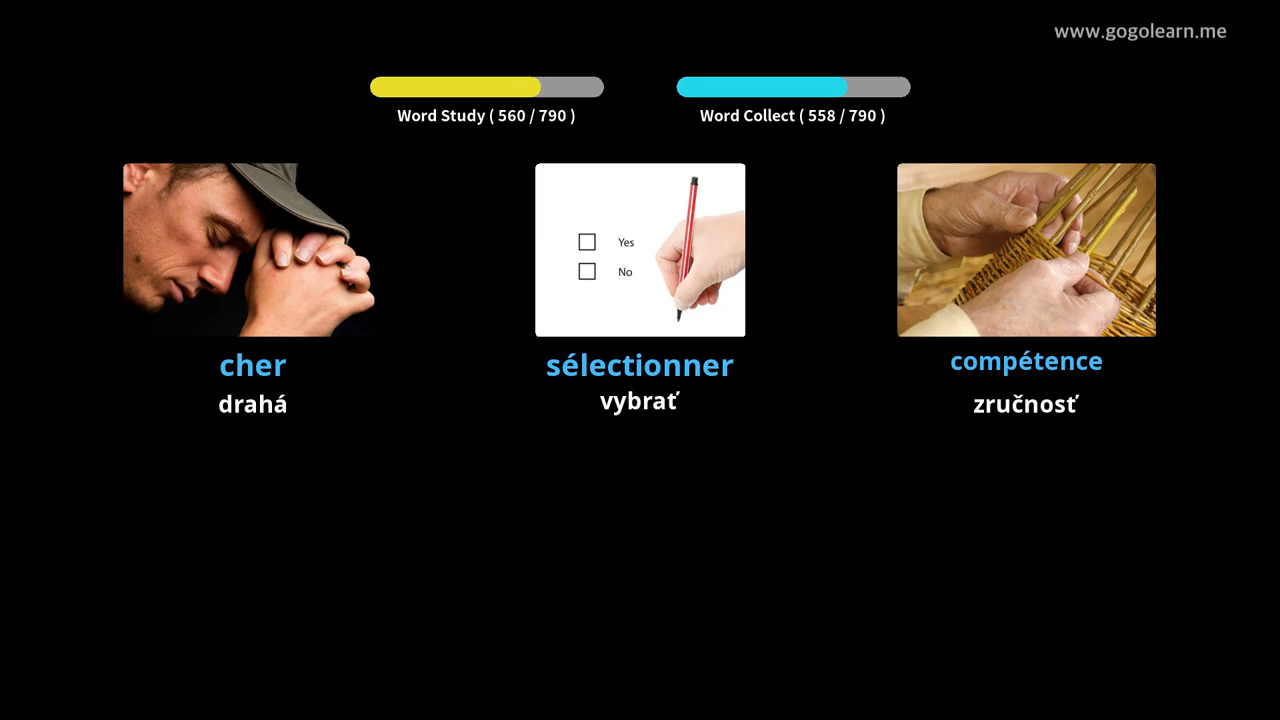 www.gogolearn.me
Word Study ( 560 / 790 )
Word Collect ( 558 / 790 )
Yes
No
cher
sélectionner
compétence
drahá
vybrať
zručnosť